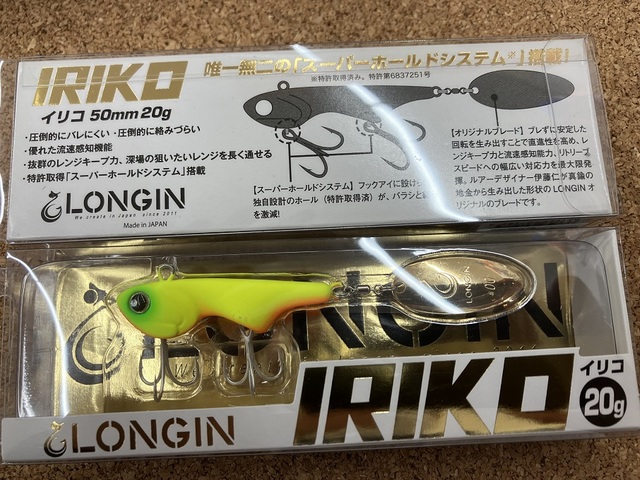 IRIKO
唯一無二の「スーパーホールドシステム※」搭載!
※特許取得済み。特許第6837251号
イリコ 50mm 20g
・圧倒的にバレにくい・圧倒的に絡みづらい
・優れた流速感知機能
・抜群のレンジキープ力、深場の狙いたいレンジを長く通せる
・特許取得「スーパーホールドシステム」搭載
LONGIN
We create in Japan since 2011
Made in JAPAN
【スーパーホールドシステム】フックアイに設け
独自設計のホール(特許取得済)が、バラシと
を激減!
【オリジナルブレード】ブレずに安定した
回転を生み出すことで直進性を高め、レ
ンジキープ力と流速感知能力、リトリーブ
スピードへの幅広い対応力を最大限発
揮。ルアーデザイナー伊藤仁が真鍮の
地金から生み出した形状の LONGIN オ
リジナルのブレードです。
LONGIN
LONGIN
IRIKO
イリコ
20g
LONGIN